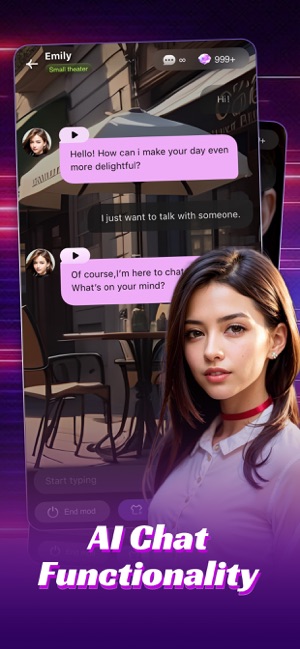 Emily
Small theater
∞
999+
Hi!
Hello! How can i make your day even
more delightful?
I just want to talk with someone.
Of course,I'm here to chat
What's on your mind?
Start typing
End mod
AI Chat
Functionality